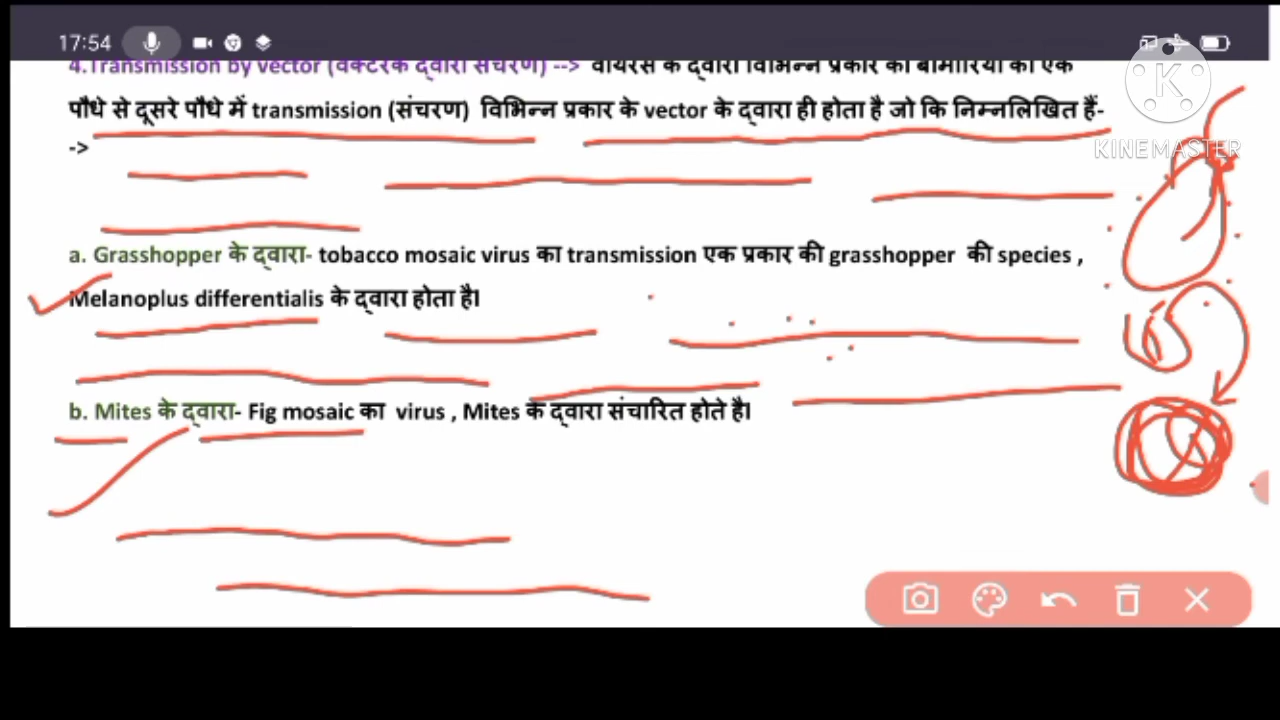 17:54
4.Transmission by vector (वेक्टरके द्वारा संचरण) --> वायरस के द्वारा विभिन्न प्रकार की बीमारियों का एक
पौधे से दूसरे पौधे में transmission (संचरण) विभिन्न प्रकार के vector के द्वारा ही होता है जो कि निम्नलिखित हैं-
->
KINEMASTER
a. Grasshopper के द्वारा- tobacco mosaic virus का transmission एक प्रकार की grasshopper की species ,
Melanoplus differentialis के द्वारा होता है।
b. Mites के द्वारा- Fig mosaic का virus , Mites के द्वारा संचारित होते है।